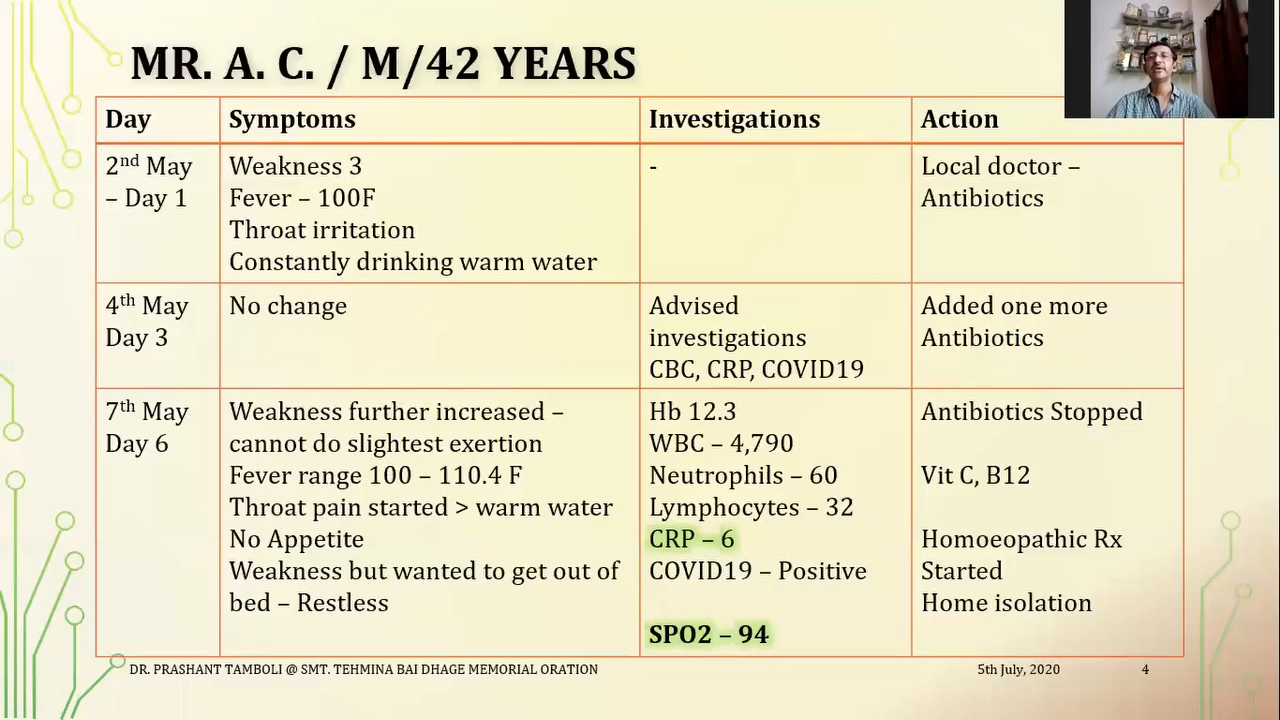 MR. A. C. / M/42 YEARS
Day
Symptoms
Investigations
Action
2nd May
– Day 1
Weakness 3
Fever – 100F
Throat irritation
Constantly drinking warm water
-
Local doctor –
Antibiotics
4th May
Day 3
No change
Advised
investigations
CBC, CRP, COVID19
Added one more
Antibiotics
7th May
Day 6
Weakness further increased –
cannot do slightest exertion
Fever range 100 – 110.4 F
Throat pain started > warm water
No Appetite
Weakness but wanted to get out of
bed – Restless
Hb 12.3
WBC – 4,790
Neutrophils – 60
Lymphocytes – 32
CRP – 6
COVID19 – Positive
SPO2 – 94
Antibiotics Stopped
Vit C, B12
Homoeopathic Rx
Started
Home isolation
DR. PRASHANT TAMBOLI @ SMT. TEHMINA BAI DHAGE MEMORIAL ORATION
5th July, 2020
4